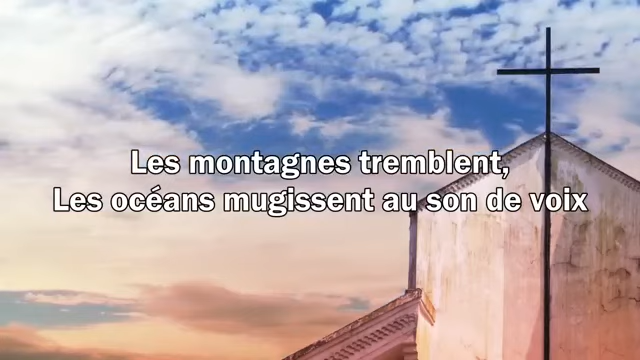 Les montagnes tremblent,
Les océans mugissent au son de voix